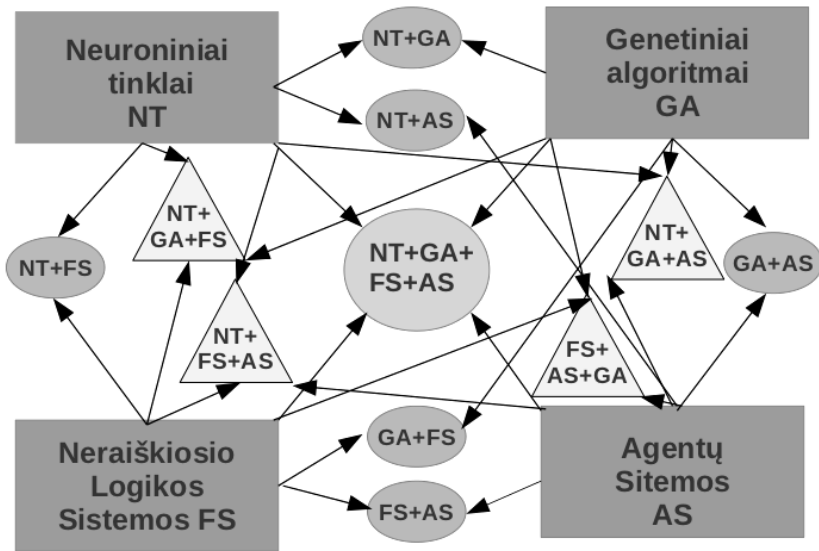 Neuroniniai
tinklai
NT
NT+GA
NT+AS
Genetiniai
algoritmai
GA
NT+
GA+FS
NT+FS
NT+GA+
FS+AS
NT+
GA+AS
GA+AS
NT+
FS+AS
FS+
AS+GA
Neraiškiosio
Logikos
Sistemos FS
GA+FS
FS+AS
Agentų
Sitemos
AS